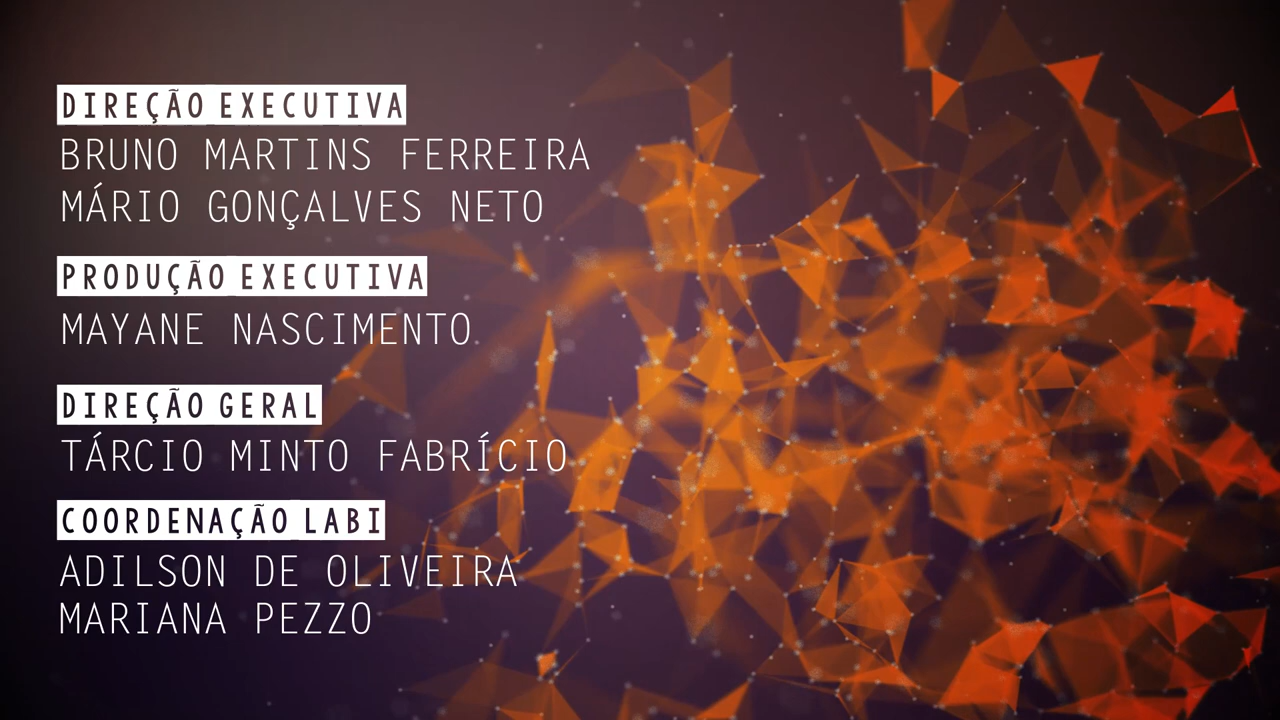 DIREÇÃO EXECUTIVA
BRUNO MARTINS FERREIRA
MÁRIO GONÇALVES NETO
PRODUÇÃO EXECUTIVA
MAYANE NASCIMENTO
DIREÇÃO GERAL
TÁRCIO MINTO FABRÍCIO
COORDENAÇÃO LABI
ADILSON DE OLIVEIRA
MARIANA PEZZO